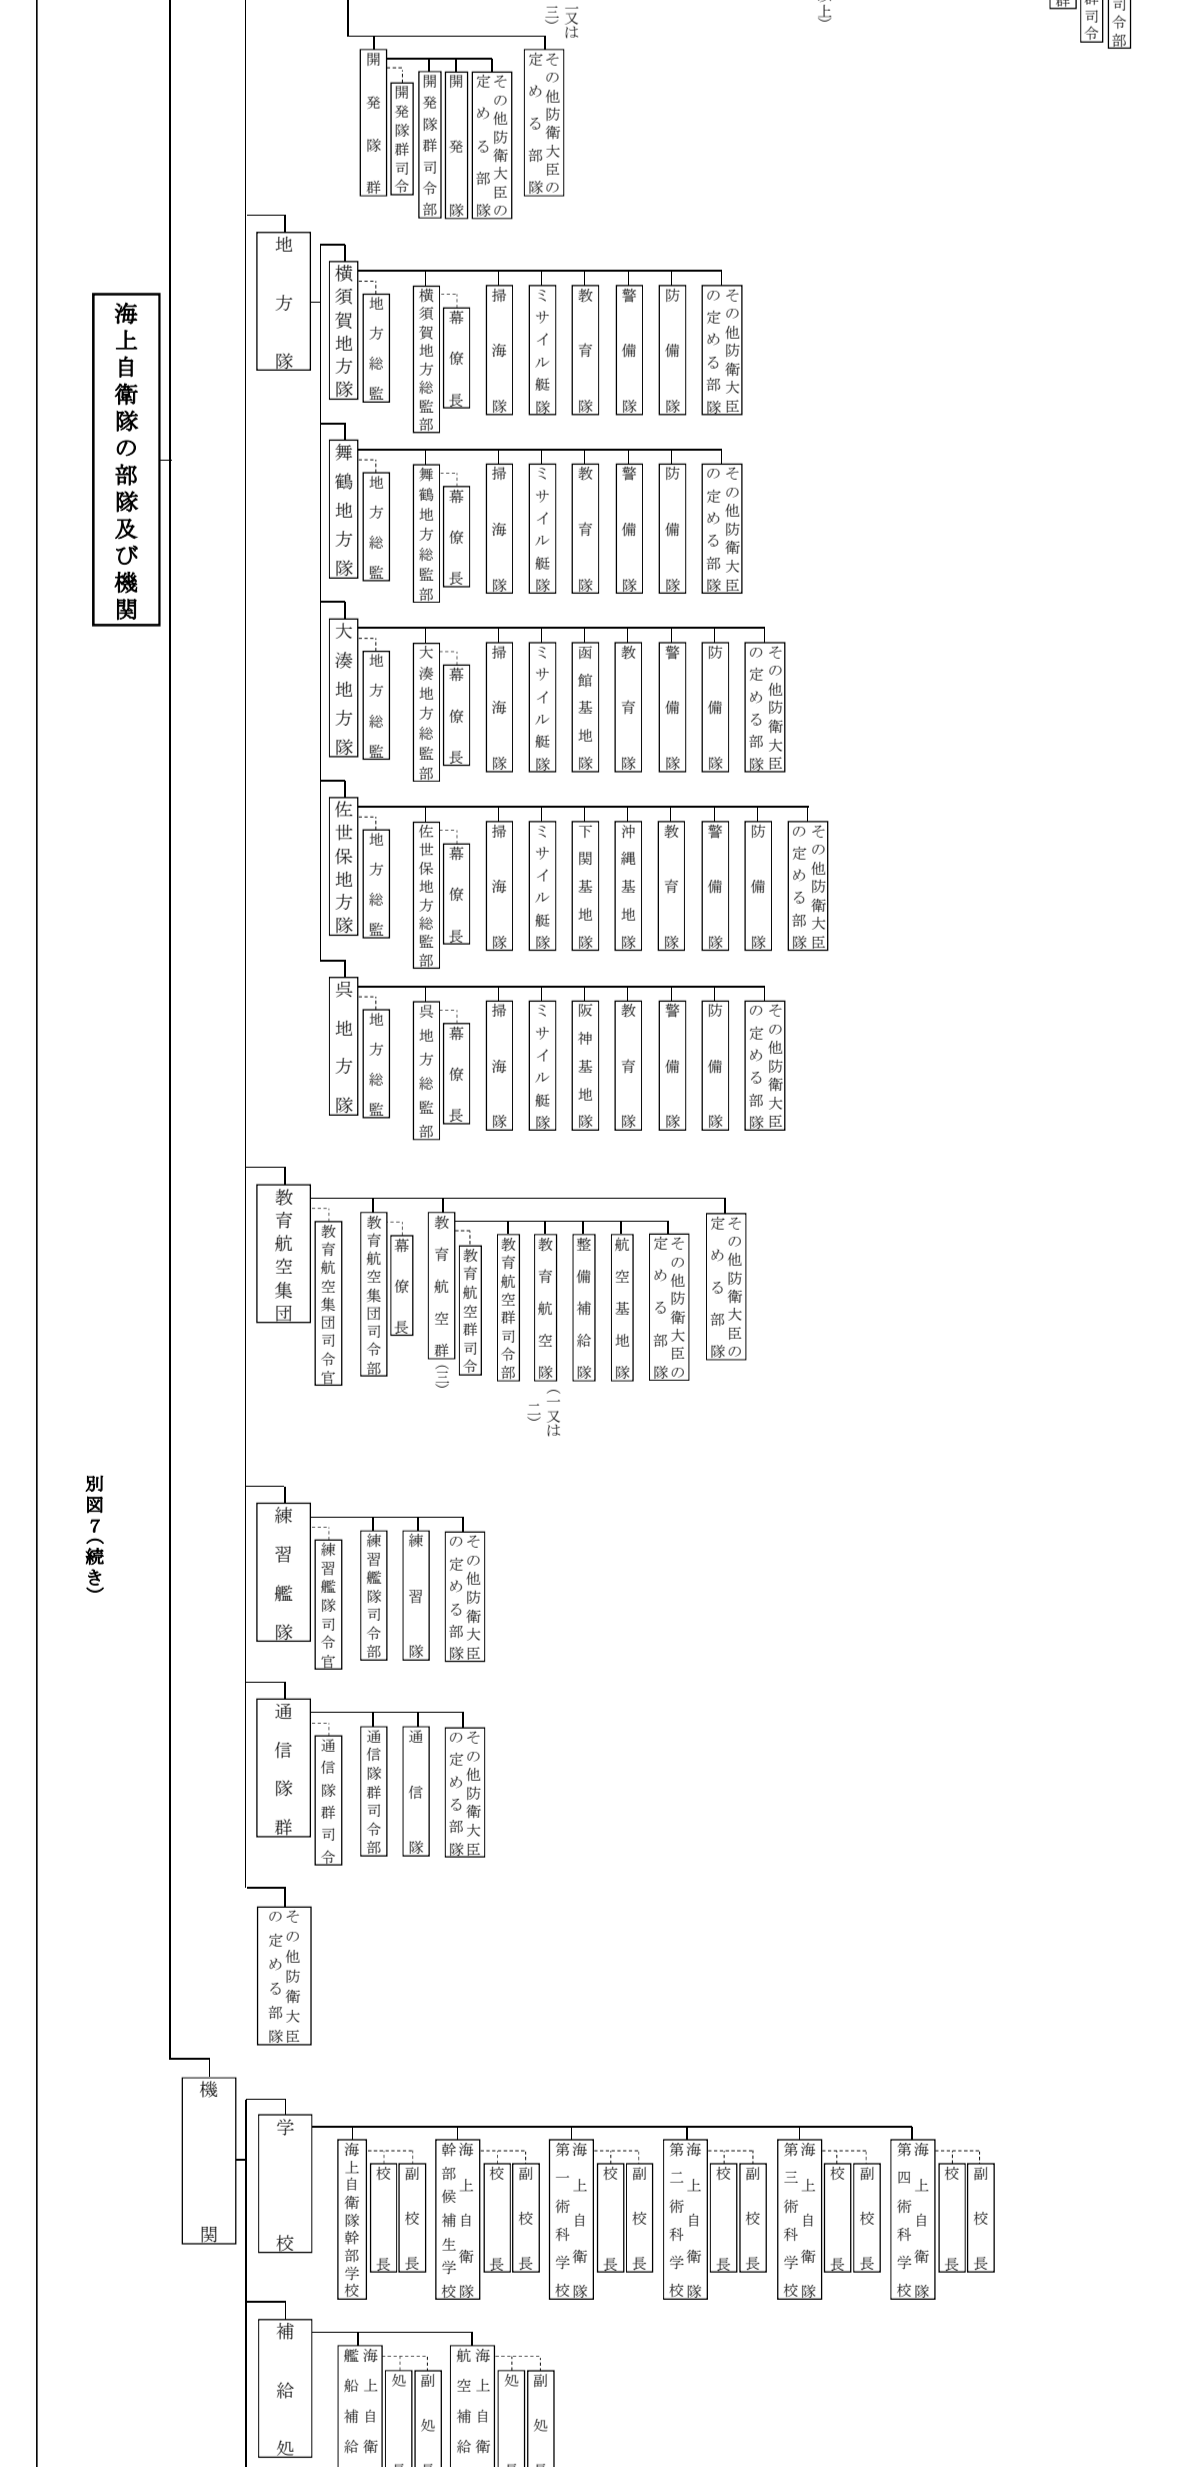 司令部
群司令
群
以上）
一又は
三）
その他防衛大臣の
定める部隊
開発隊群
開発隊群司令
開発隊群司令部
開発隊
その他防衛大臣の
定める部隊
海上自衛隊の部隊及び機関
別図７（続き）
地方隊
横須賀地方隊
地方総監
横須賀地方総監部
幕僚長
掃海隊
ミサイル艇隊
教育隊
警備隊
防備隊
その他防衛大臣
の定める部隊
舞鶴地方隊
地方総監
舞鶴地方総監部
幕僚長
掃海隊
ミサイル艇隊
教育隊
警備隊
防備隊
その他防衛大臣
の定める部隊
大湊地方隊
地方総監
大湊地方総監部
幕僚長
掃海隊
ミサイル艇隊
函館基地隊
教育隊
警備隊
防備隊
その他防衛大臣
の定める部隊
佐世保地方隊
地方総監
佐世保地方総監部
幕僚長
掃海隊
ミサイル艇隊
下関基地隊
沖縄基地隊
教育隊
警備隊
防備隊
その他防衛大臣
の定める部隊
呉地方隊
地方総監
呉地方総監部
幕僚長
掃海隊
ミサイル艇隊
阪神基地隊
教育隊
警備隊
防備隊
その他防衛大臣
の定める部隊
教育航空集団
教育航空集団司令官
教育航空集団司令部
幕僚長
教育航空群（三）
教育航空群司令
教育航空群司令部
教育航空隊（一又は
二）
整備補給隊
航空基地隊
その他防衛大臣の
定める部隊
その他防衛大臣の
定める部隊
練習艦隊
練習艦隊司令官
練習艦隊司令部
練習隊
その他防衛大臣
の定める部隊
通信隊群
通信隊群司令
通信隊群司令部
通信隊
その他防衛大臣
の定める部隊
その他防衛大臣
の定める部隊
機関
学校
海上自衛隊幹部学校
校長
副校長
海上自衛隊
幹部候補生学校
校長
副校長
海上自衛隊
第一術科学校
校長
副校長
海上自衛隊
第二術科学校
校長
副校長
海上自衛隊
第三術科学校
校長
副校長
海上自衛隊
第四術科学校
校長
副校長
補給処
海上自衛
艦船補給
処
副処
海上自衛
航空補給
処
副処